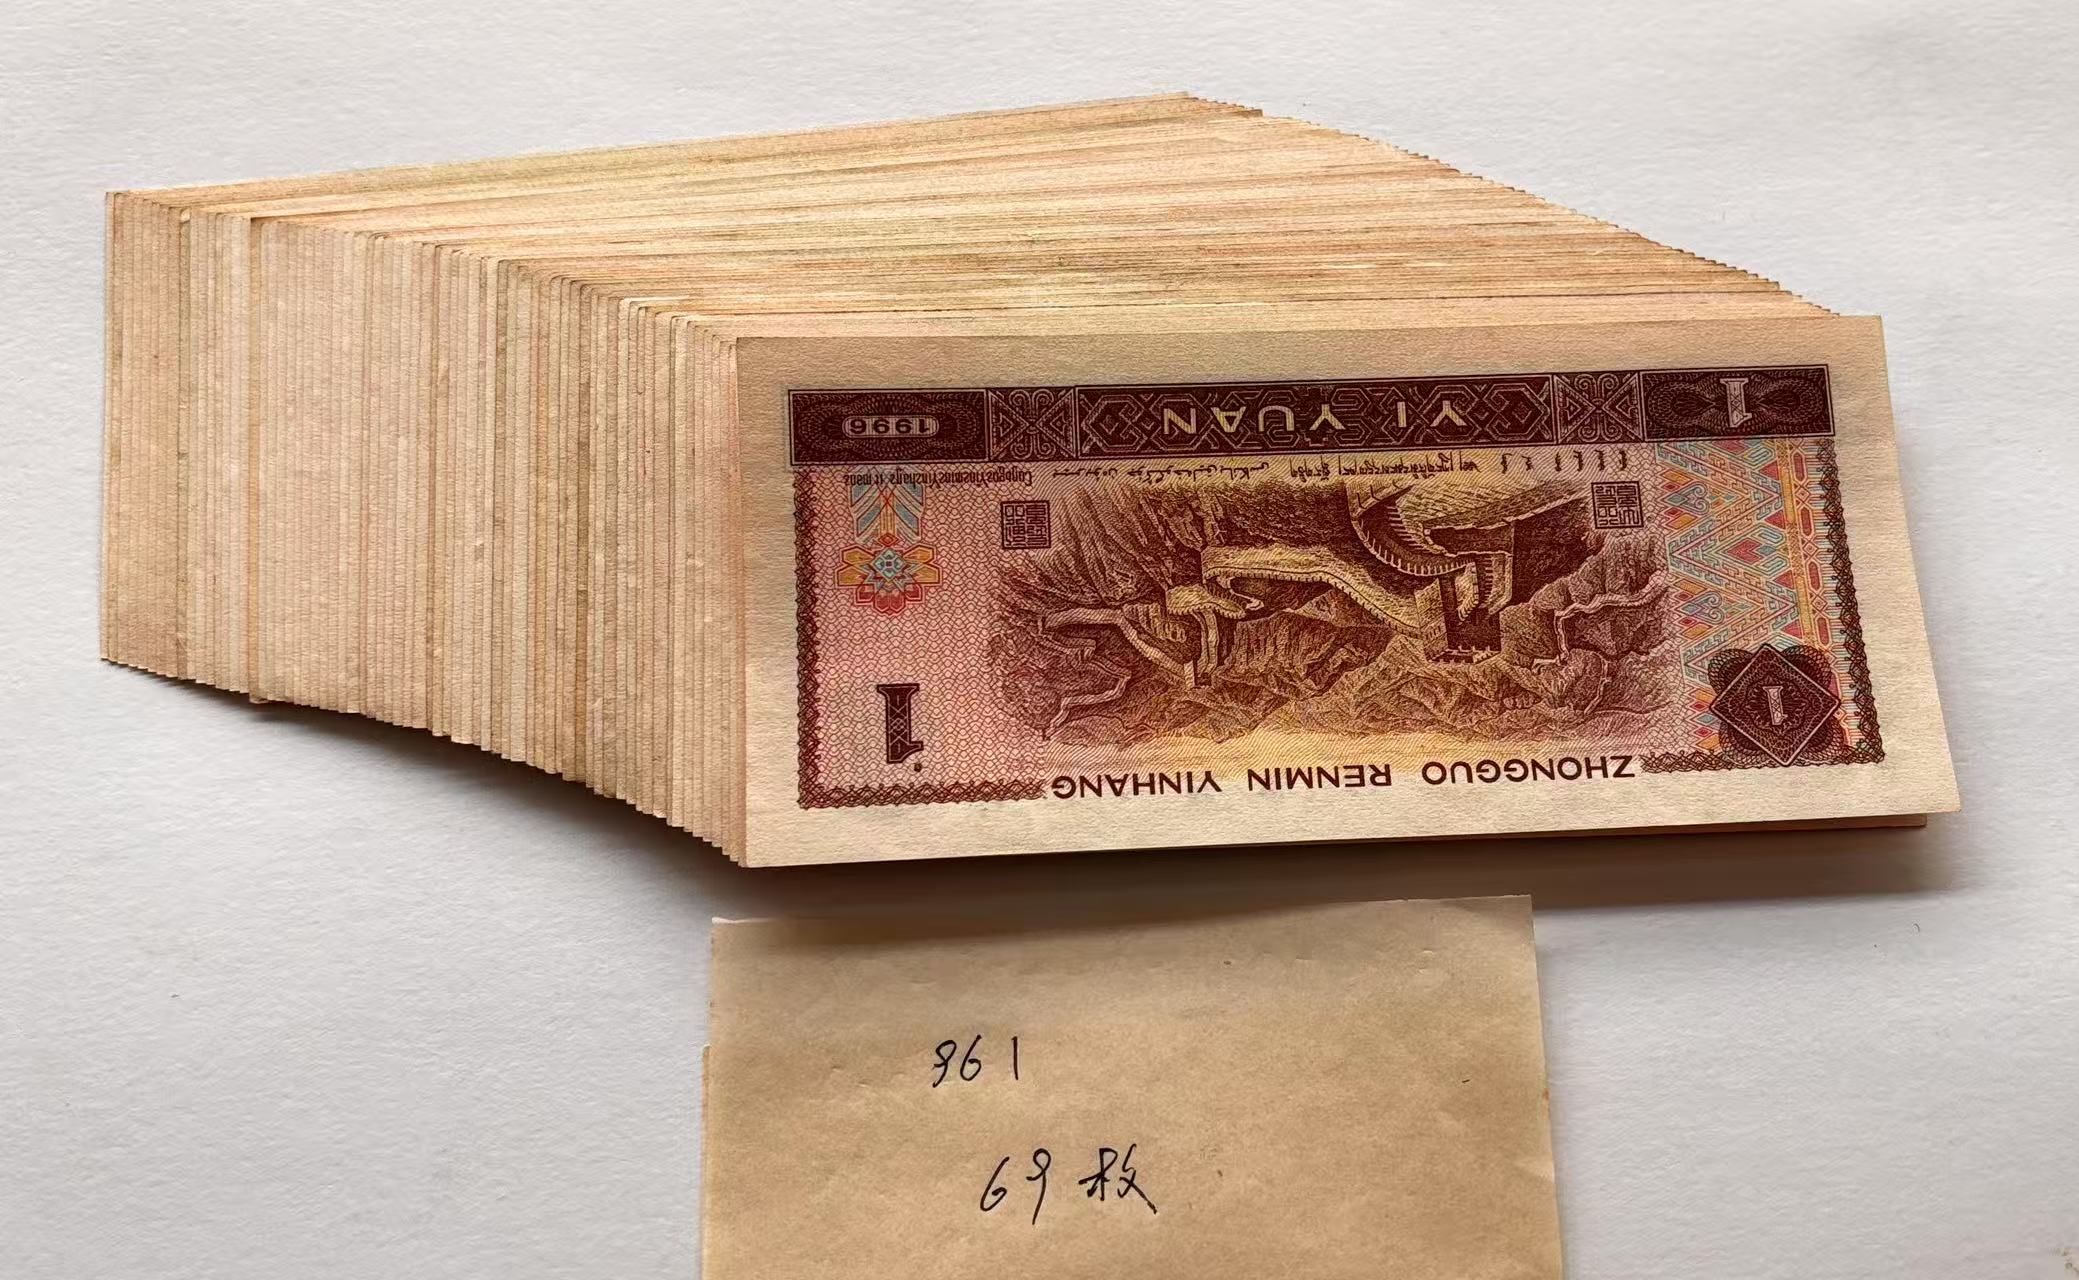 1996
YI YUAN
1
1
1
ZHONGGUO RENMIN YINHANG
961
69枚